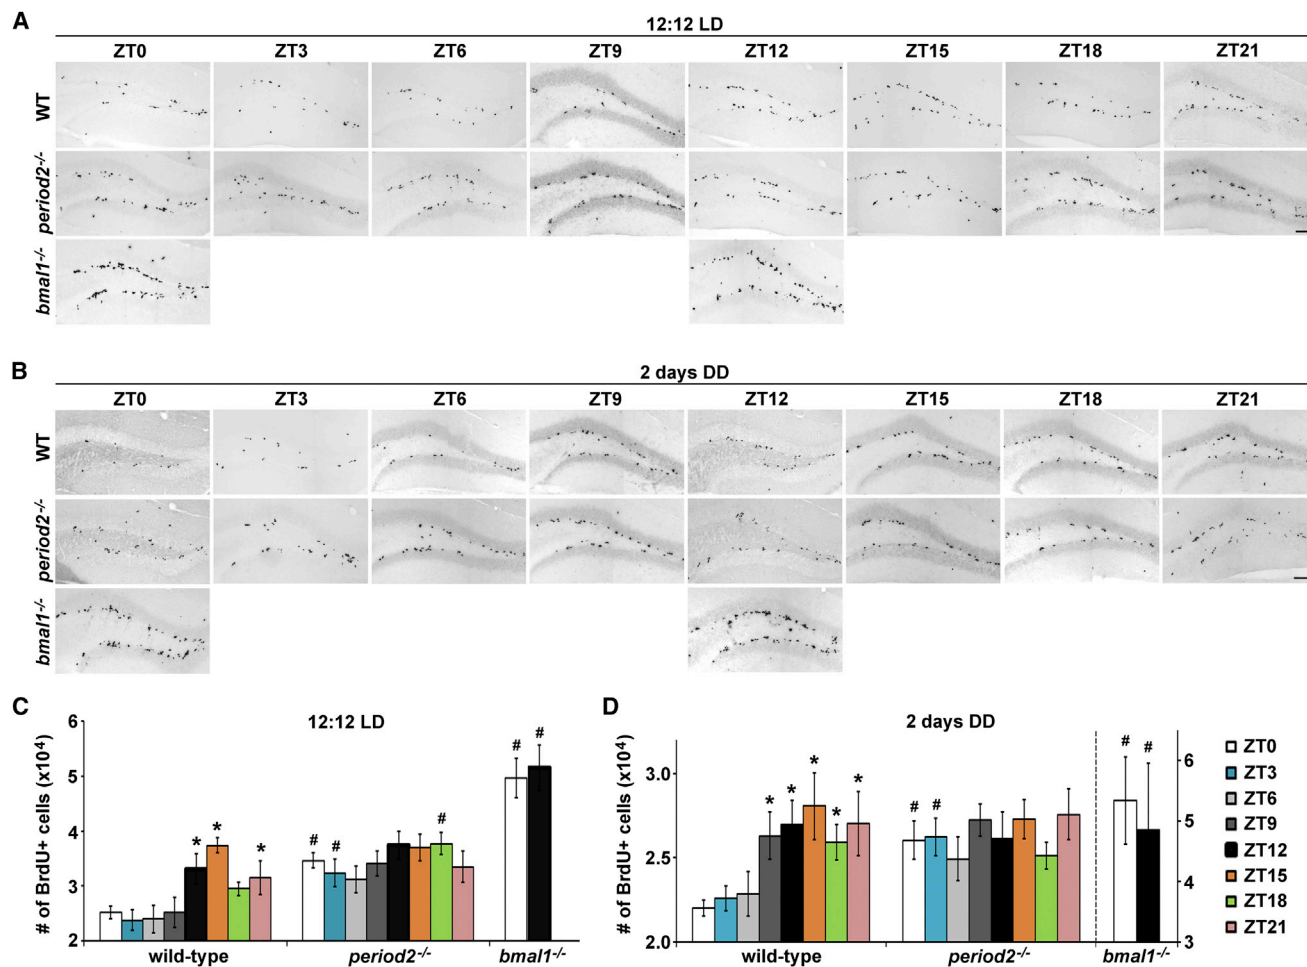 A
12:12 LD
ZT0 ZT3 ZT6 ZT9 ZT12 ZT15 ZT18 ZT21
WT
period2-/-
bmal1-/-
B
2 days DD
ZT0 ZT3 ZT6 ZT9 ZT12 ZT15 ZT18 ZT21
WT
period2-/-
bmal1-/-
C
12:12 LD
# of BrdU+ cells (x10⁴)
6
5
4
3
2
* * * # # # # #
wild-type period2-/- bmal1-/-
D
2 days DD
# of BrdU+ cells (x10⁴)
3.0
2.5
2.0
* * * * * # # # #
6
5
4
3
wild-type period2-/- bmal1-/-
ZT0
ZT3
ZT6
ZT9
ZT12
ZT15
ZT18
ZT21